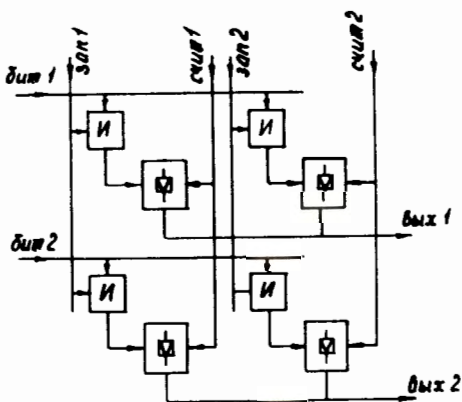 зап 1
счит 1
зап 2
счит 2
бит 1
И
И
вых 1
бит 2
И
И
вых 2